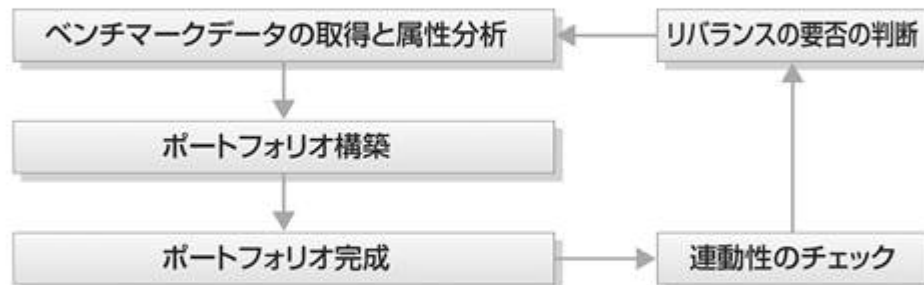 ベンチマークデータの取得と属性分析
リバランスの要否の判断
ポートフォリオ構築
ポートフォリオ完成
連動性のチェック